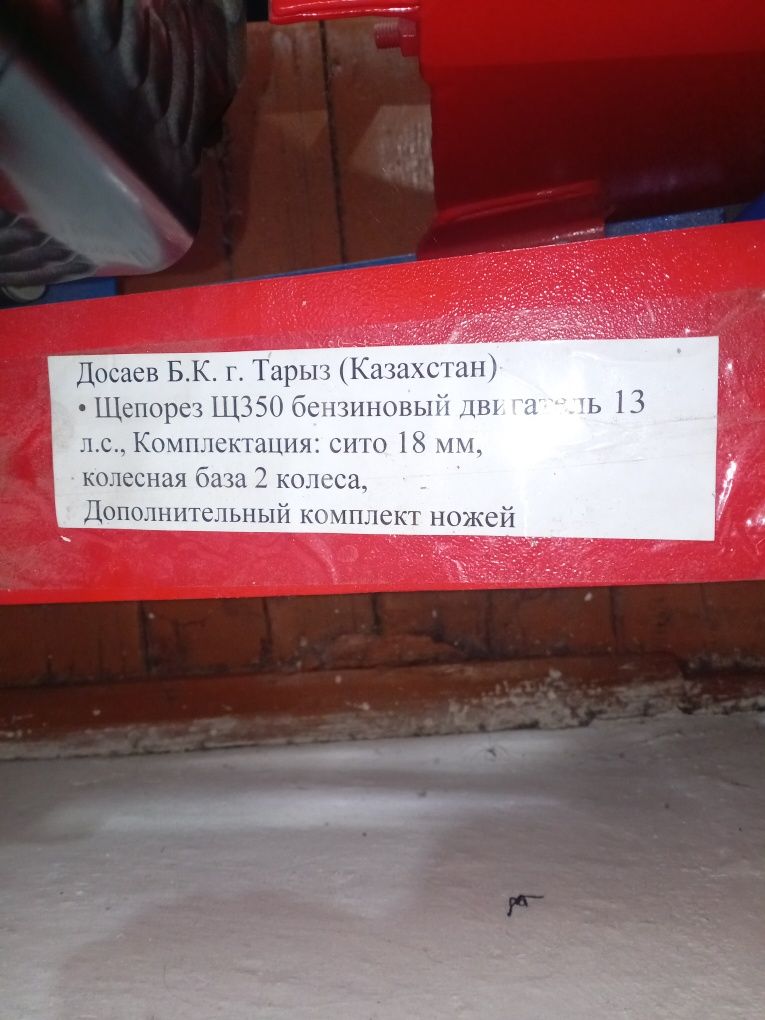 Досаев Б.К. г. Тарыз (Казахстан)
• Щепорез Щ350 бензиновый двигатель 13
л.с., Комплектация: сито 18 мм,
колесная база 2 колеса,
Дополнительный комплект ножей